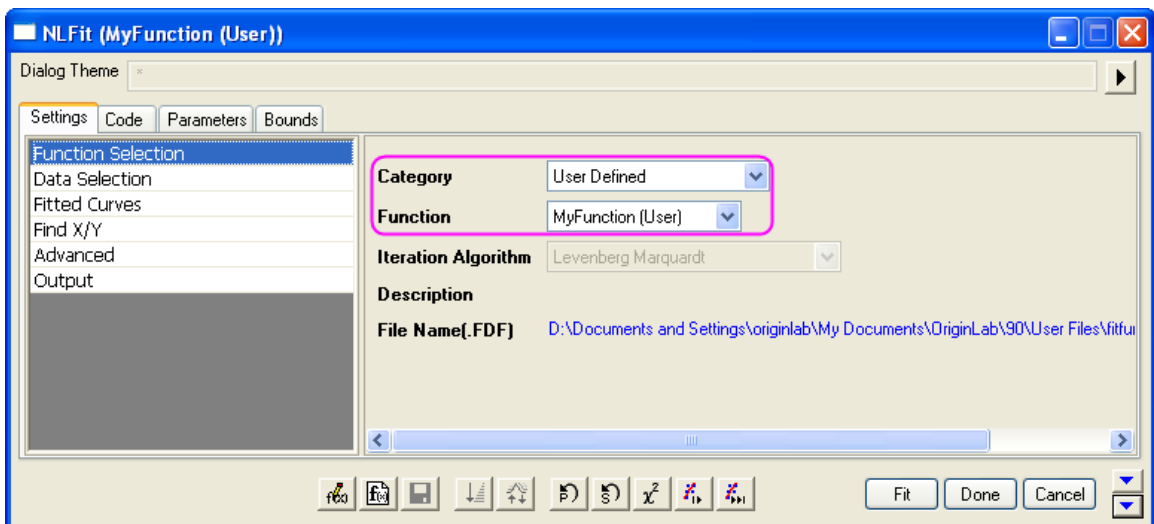 NLFit (MyFunction (User))
Dialog Theme *
Settings Code Parameters Bounds
Function Selection
Data Selection
Fitted Curves
Find X/Y
Advanced
Output
Category User Defined
Function MyFunction (User)
Iteration Algorithm Levenberg Marquardt
Description
File Name(.FDF) D:\Documents and Settings\originlab\My Documents\OriginLab\90\User Files\fitfun
Fit Done Cancel